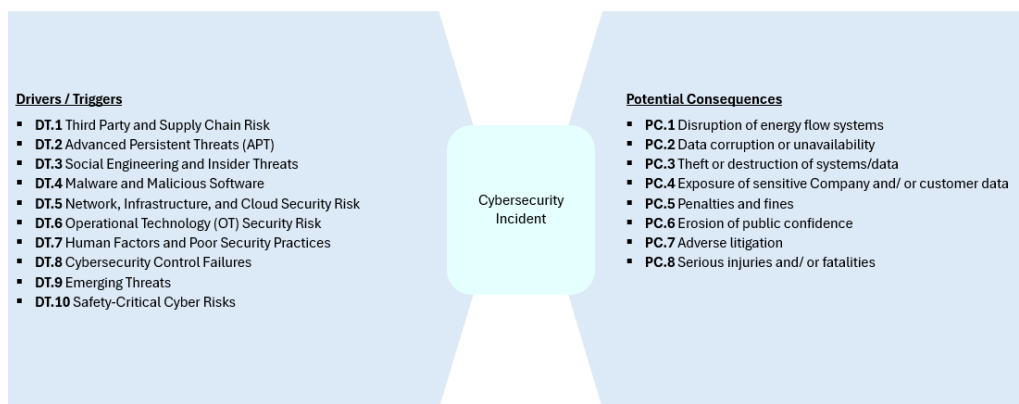 Drivers / Triggers
▪ DT.1 Third Party and Supply Chain Risk
▪ DT.2 Advanced Persistent Threats (APT)
▪ DT.3 Social Engineering and Insider Threats
▪ DT.4 Malware and Malicious Software
▪ DT.5 Network, Infrastructure, and Cloud Security Risk
▪ DT.6 Operational Technology (OT) Security Risk
▪ DT.7 Human Factors and Poor Security Practices
▪ DT.8 Cybersecurity Control Failures
▪ DT.9 Emerging Threats
▪ DT.10 Safety-Critical Cyber Risks
Cybersecurity
Incident
Potential Consequences
▪ PC.1 Disruption of energy flow systems
▪ PC.2 Data corruption or unavailability
▪ PC.3 Theft or destruction of systems/data
▪ PC.4 Exposure of sensitive Company and/ or customer data
▪ PC.5 Penalties and fines
▪ PC.6 Erosion of public confidence
▪ PC.7 Adverse litigation
▪ PC.8 Serious injuries and/ or fatalities